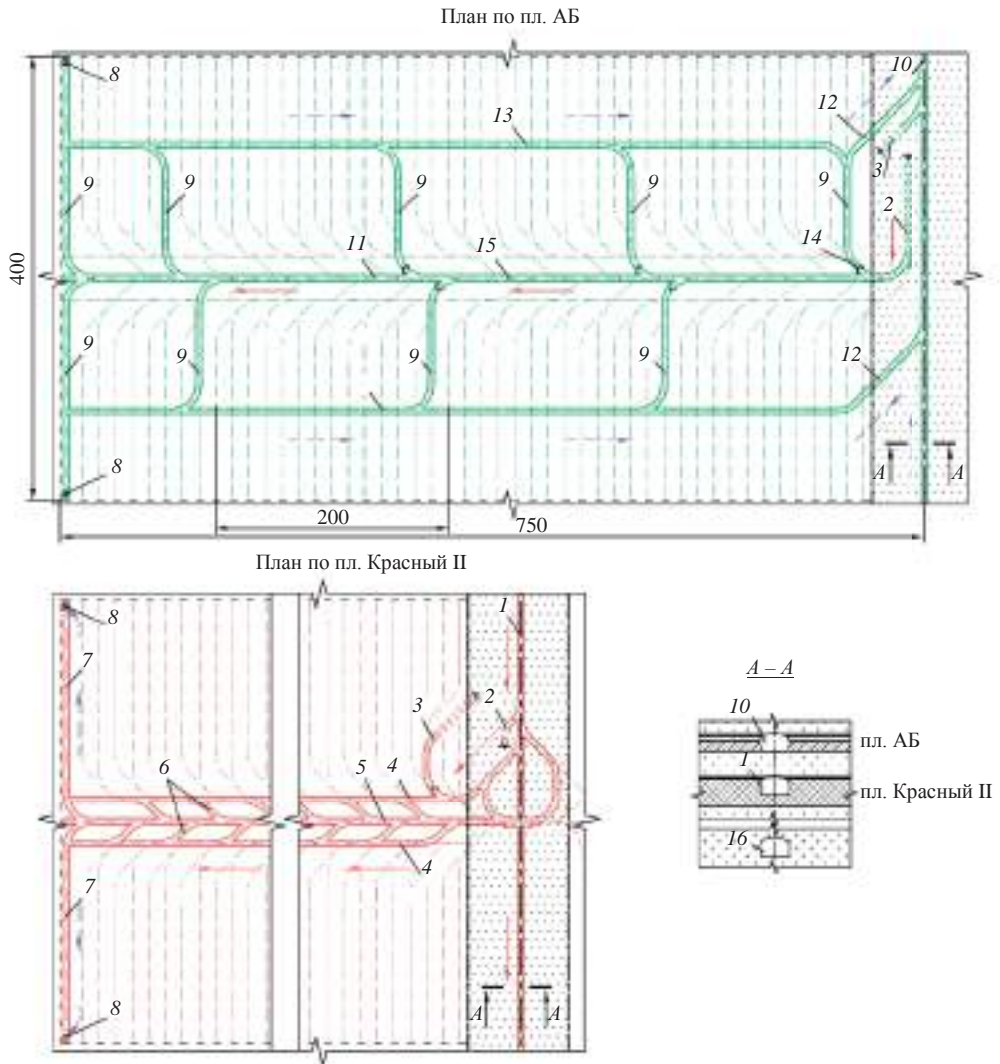 План по пл. АБ
8 10
13 12
3
9 9 9 9 9 2
11 15 14
400
9 9 9 9 12
8 А А
200 750
План по пл. Красный II
8 1
7 3 2 А – А
10 пл. АБ
6 5 4 1
пл. Красный II
4 16
7
8 А А